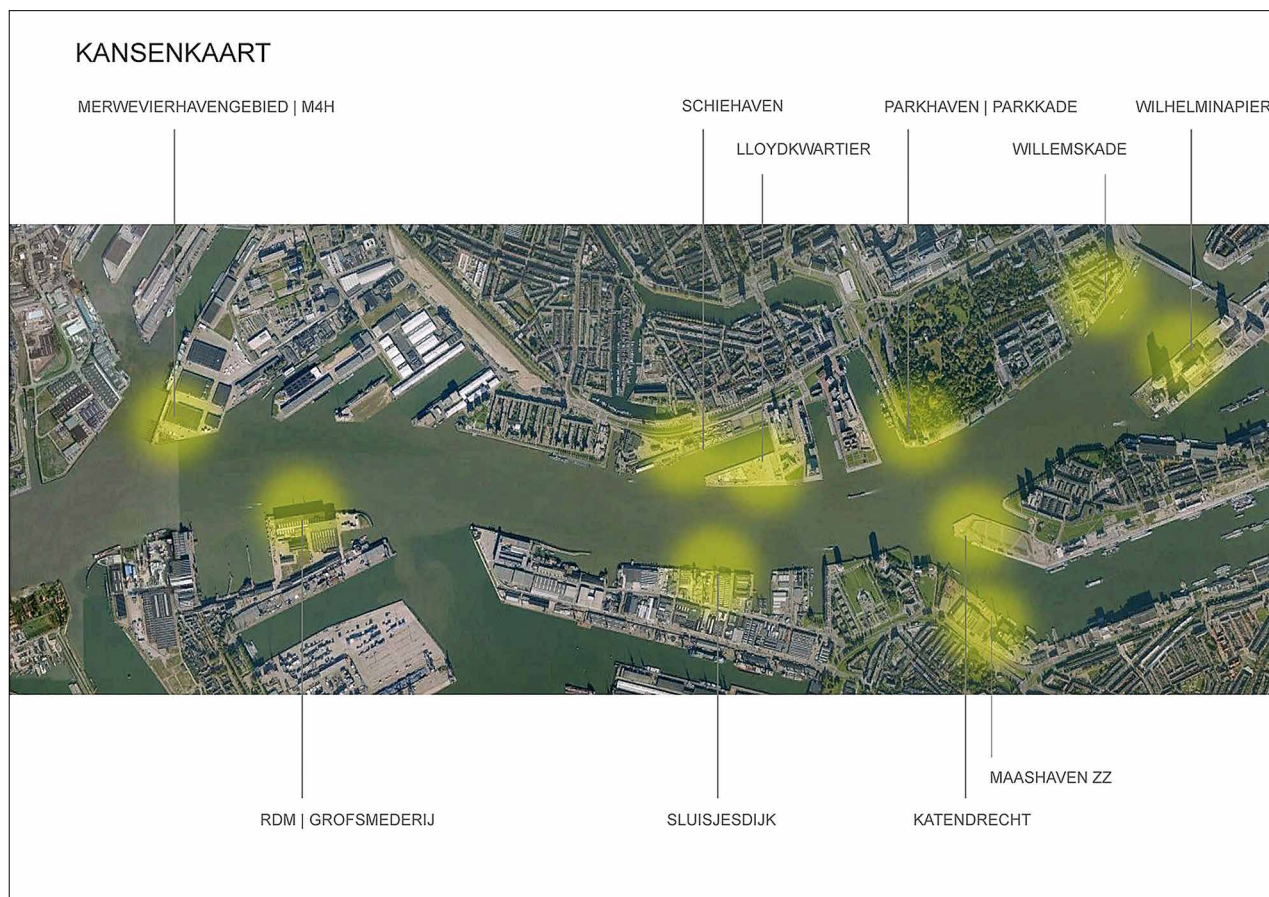 KANSENKAART
MERWEVIERHAVENGEBIED | M4H
SCHIEHAVEN
PARKHAVEN | PARKKADE
WILHELMINAPIER
LLOYDKWARTIER
WILLEMSKADE
MAASHAVEN ZZ
RDM | GROFSMEDERIJ
SLUISJESDIJK
KATENDRECHT